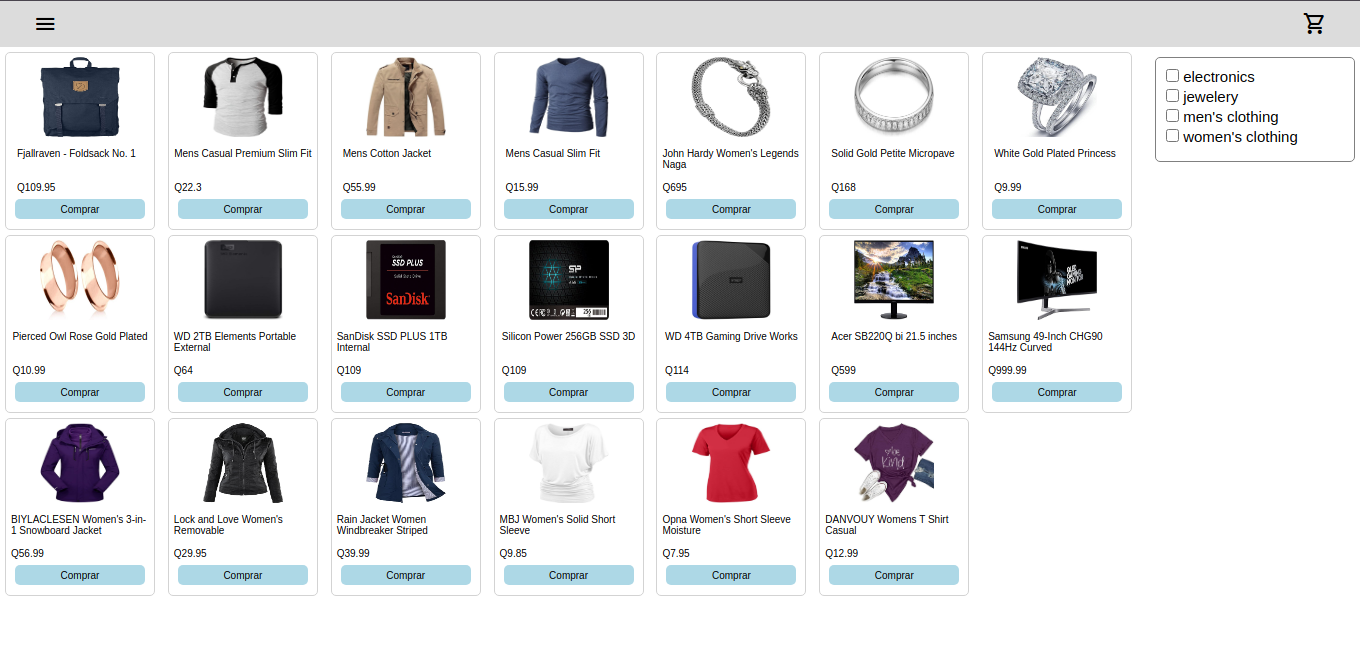 Fjallraven - Foldsack No. 1
Q109.95
Comprar
Mens Casual Premium Slim Fit
Q22.3
Comprar
Mens Cotton Jacket
Q55.99
Comprar
Mens Casual Slim Fit
Q15.99
Comprar
John Hardy Women's Legends
Naga
Q695
Comprar
Solid Gold Petite Micropave
Q168
Comprar
White Gold Plated Princess
Q9.99
Comprar
electronics
jewelery
men's clothing
women's clothing
Pierced Owl Rose Gold Plated
Q10.99
Comprar
WD 2TB Elements Portable
External
Q64
Comprar
SSD PLUS
SanDisk
SanDisk SSD PLUS 1TB
Internal
Q109
Comprar
SP
Silicon Power 256GB SSD 3D
Q109
Comprar
WD 4TB Gaming Drive Works
Q114
Comprar
Acer SB220Q bi 21.5 inches
Q599
Comprar
Samsung 49-Inch CHG90
144Hz Curved
Q999.99
Comprar
BIYLACLESEN Women's 3-in-
1 Snowboard Jacket
Q56.99
Comprar
Lock and Love Women's
Removable
Q29.95
Comprar
Rain Jacket Women
Windbreaker Striped
Q39.99
Comprar
MBJ Women's Solid Short
Sleeve
Q9.85
Comprar
Opna Women's Short Sleeve
Moisture
Q7.95
Comprar
Kind
DANVOUY Womens T Shirt
Casual
Q12.99
Comprar